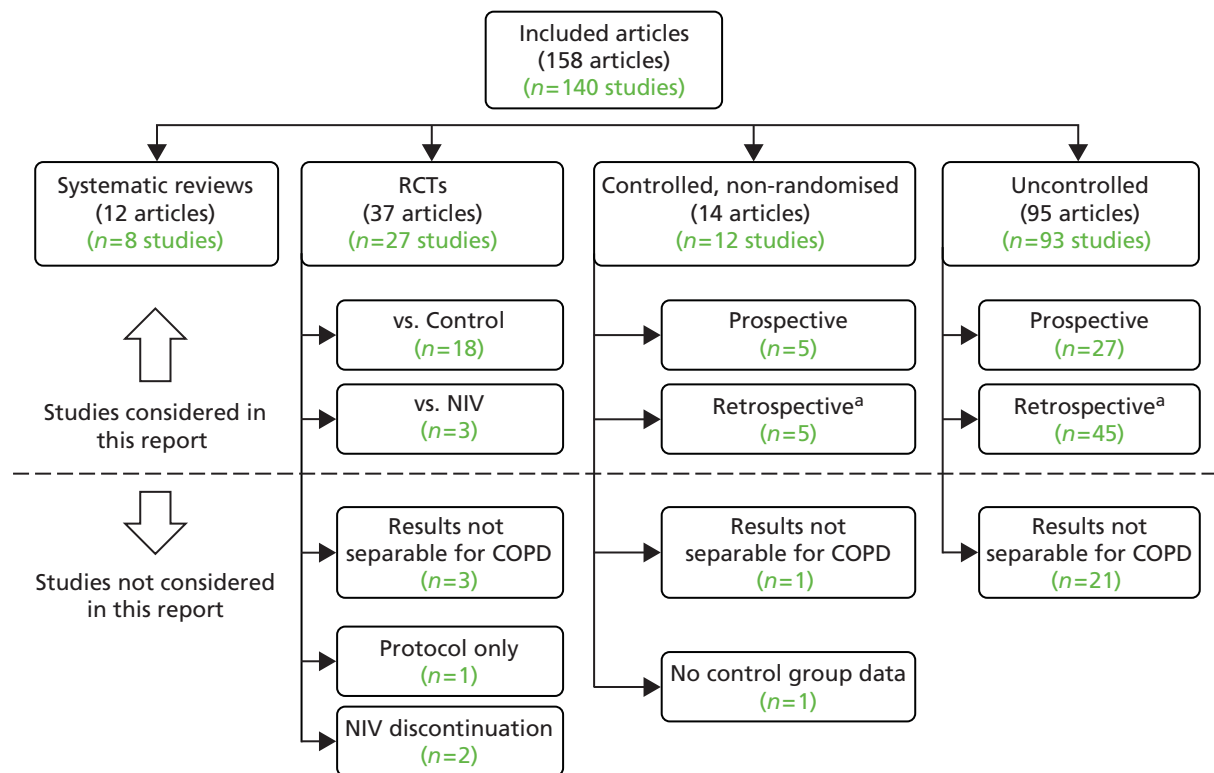 Included articles
(158 articles)
(n=140 studies)
Systematic reviews
(12 articles)
(n=8 studies)
RCTs
(37 articles)
(n=27 studies)
Controlled, non-randomised
(14 articles)
(n=12 studies)
Uncontrolled
(95 articles)
(n=93 studies)
Studies considered in
this report
Studies not considered
in this report
vs. Control
(n=18)
vs. NIV
(n=3)
Results not
separable for COPD
(n=3)
Protocol only
(n=1)
NIV discontinuation
(n=2)
Prospective
(n=5)
Retrospectiveᵃ
(n=5)
Results not
separable for COPD
(n=1)
No control group data
(n=1)
Prospective
(n=27)
Retrospectiveᵃ
(n=45)
Results not
separable for COPD
(n=21)